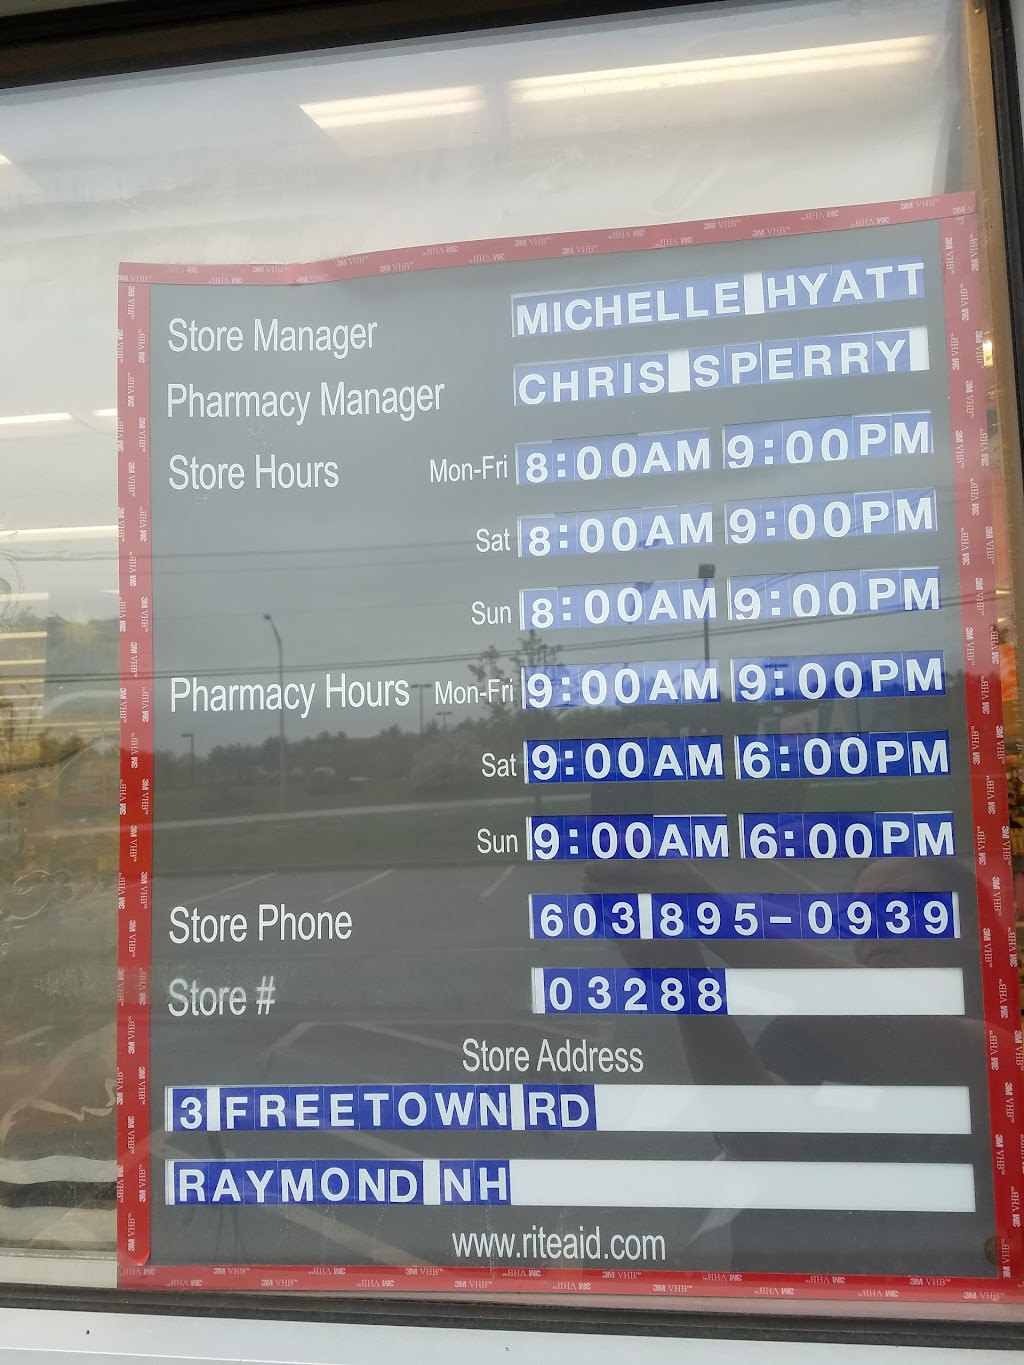 Store Manager MICHELLE HYATT
Pharmacy Manager CHRIS SPERRY
Store Hours Mon-Fri 8:00AM 9:00PM
Sat 8:00AM 9:00PM
Sun 8:00AM 9:00PM
Pharmacy Hours Mon-Fri 9:00AM 9:00PM
Sat 9:00AM 6:00PM
Sun 9:00AM 6:00PM
Store Phone 603 895-0939
Store # 03288
Store Address
3 FREETOWN RD
RAYMOND NH
www.riteaid.com